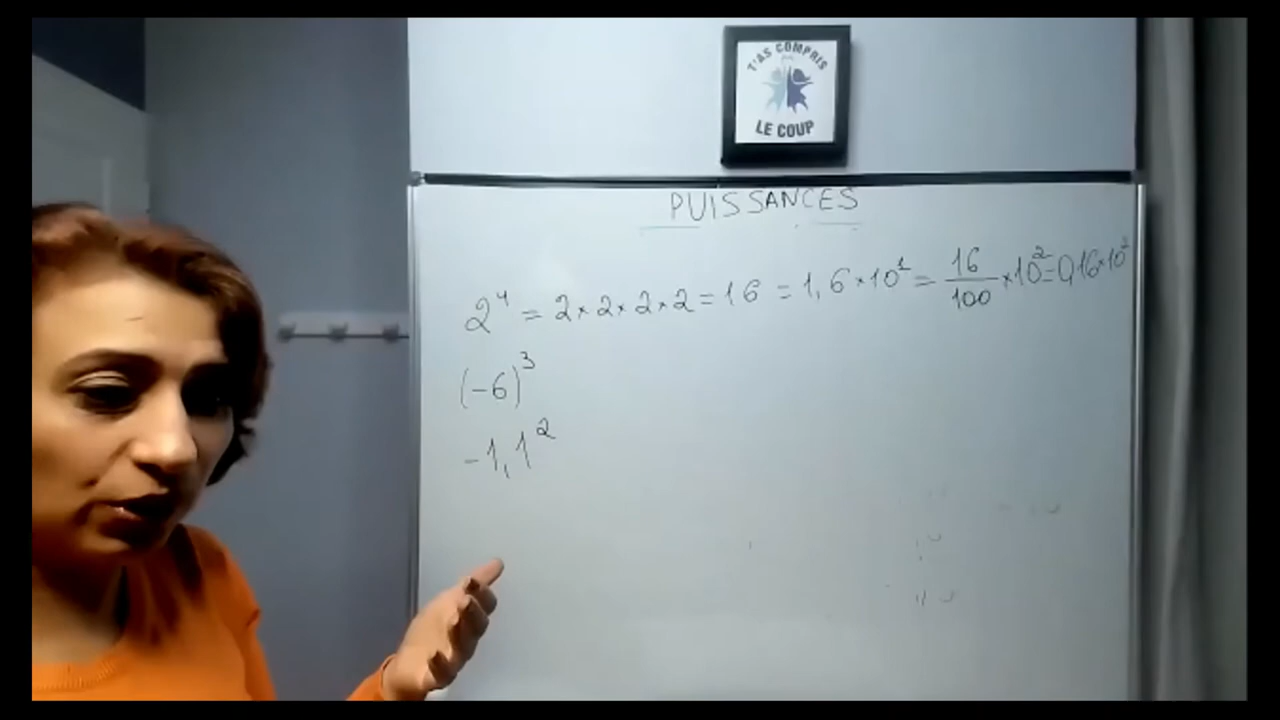 T'AS COMPRIS
LE COUP
PUISSANCES
2⁴ = 2×2×2×2 = 16 = 1,6×10¹ = 16/100 ×10² = 0,16×10²
(-6)³
-1,1²